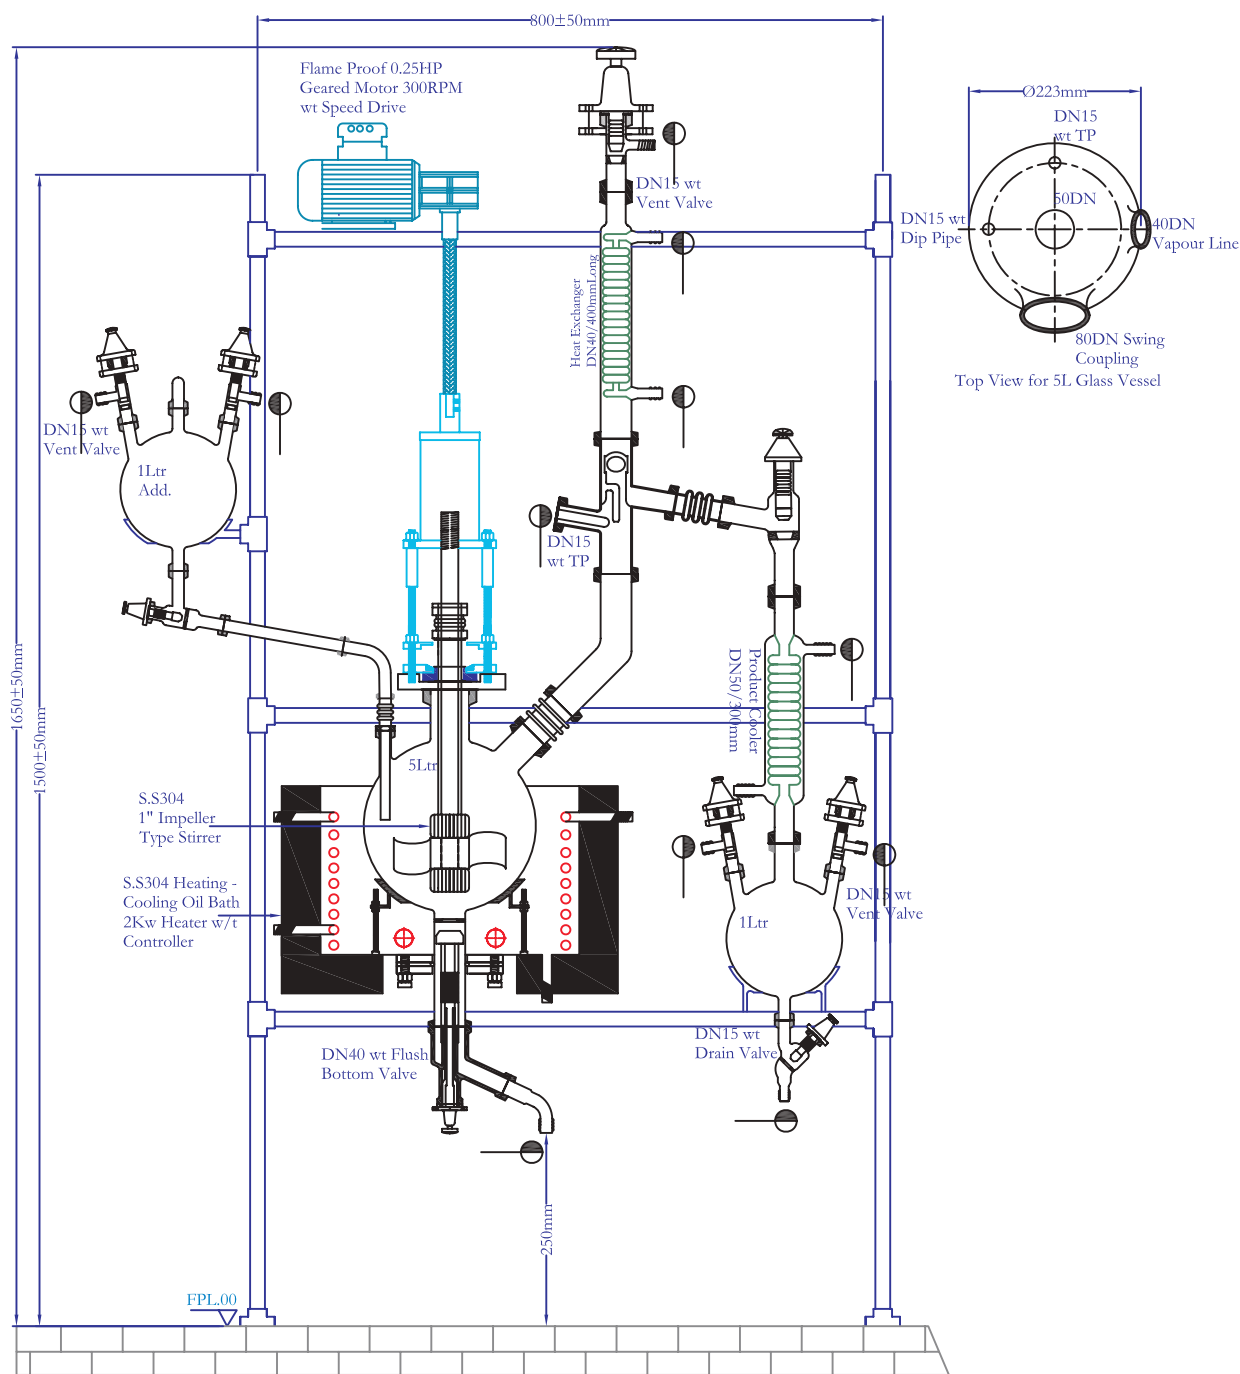 800±50mm
Flame Proof 0.25HP
Geared Motor 300RPM
wt Speed Drive
Ø223mm
DN15
wt TP
50DN
DN15 wt
Dip Pipe
40DN
Vapour Line
80DN Swing
Coupling
Top View for 5L Glass Vessel
DN15 wt
Vent Valve
Heat Exchanger
DN40/400mmLong
DN15 wt
Vent Valve
1Ltr
Add.
DN15
wt TP
1650±50mm
1500±50mm
Product Cooler
DN50/300mm
5Ltr
S.S304
1" Impeller
Type Stirrer
S.S304 Heating -
Cooling Oil Bath
2Kw Heater w/t
Controller
DN15 wt
Vent Valve
1Ltr
DN15 wt
Drain Valve
DN40 wt Flush
Bottom Valve
250mm
FPL.00